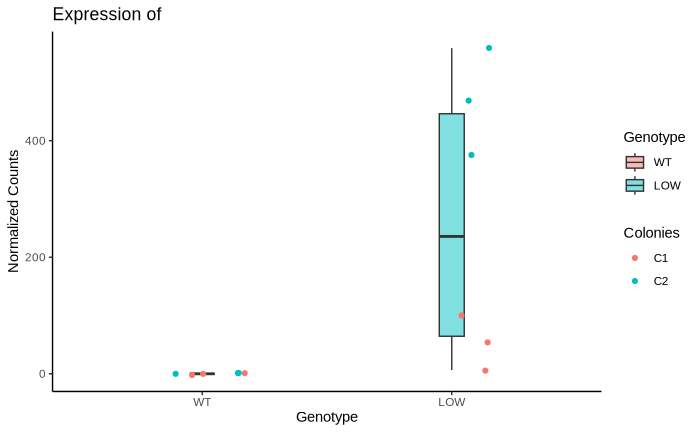 Expression of
Normalized Counts
400
200
0
WT
LOW
Genotype
Genotype
WT
LOW
Colonies
C1
C2